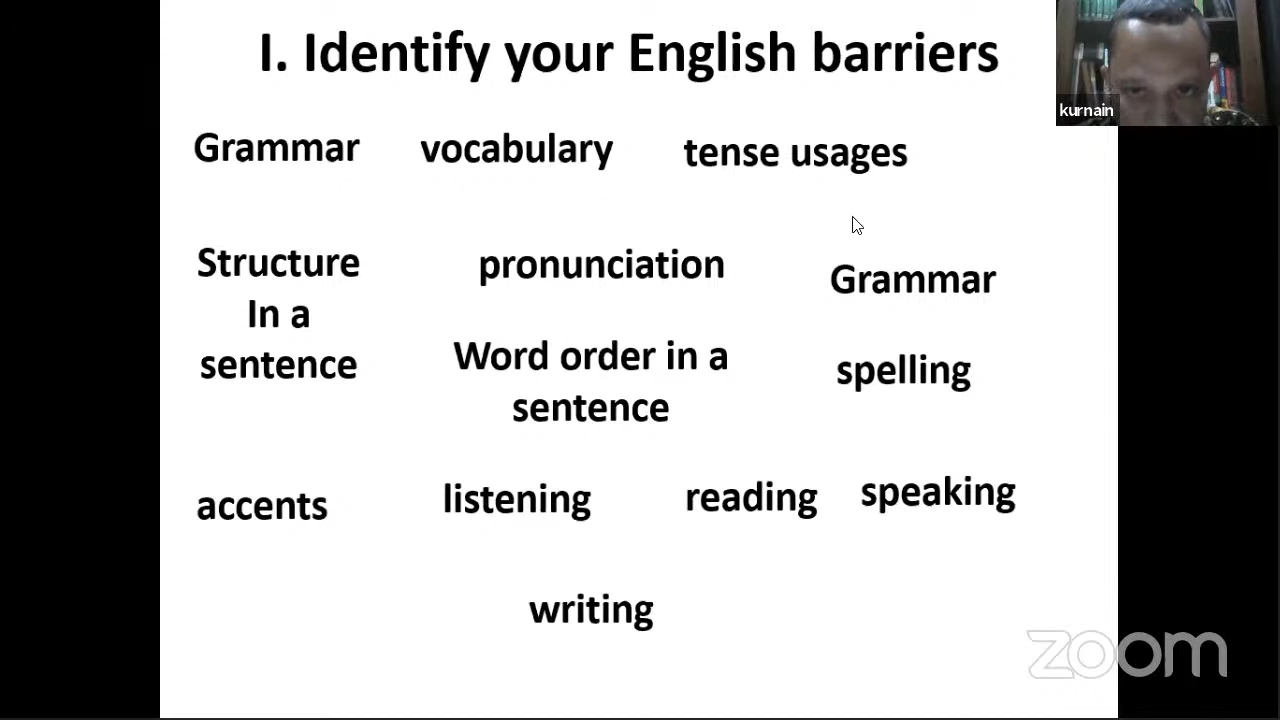 I. Identify your English barriers
kurnain
Grammar
vocabulary
tense usages
Structure
In a
sentence
pronunciation
Grammar
Word order in a
sentence
spelling
accents
listening
reading
speaking
writing
zoom